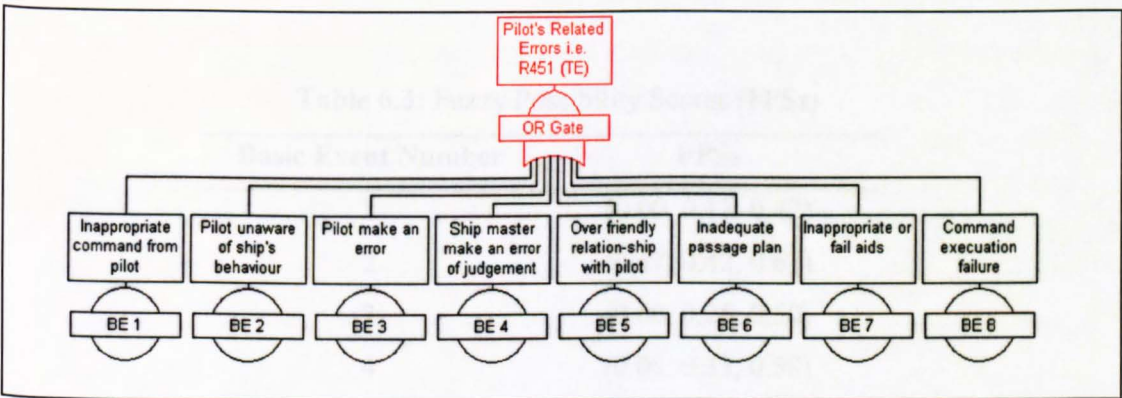 Pilot's Related
Errors i.e.
R451 (TE)
OR Gate
Inappropriate
command from
pilot
Pilot unaware
of ship's
behaviour
Pilot make an
error
Ship master
make an error
of judgement
Over friendly
relation-ship
with pilot
Inadequate
passage plan
Inappropriate or
fail aids
Command
execuation
failure
BE 1
BE 2
BE 3
BE 4
BE 5
BE 6
BE 7
BE 8